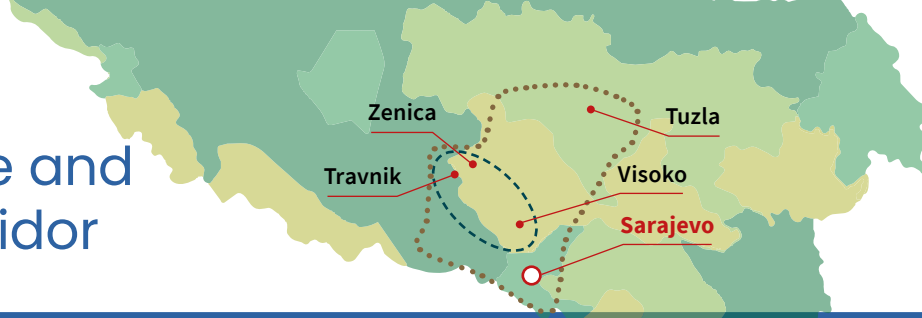 Zenica
Tuzla
e and
Travnik
Visoko
idor
Sarajevo